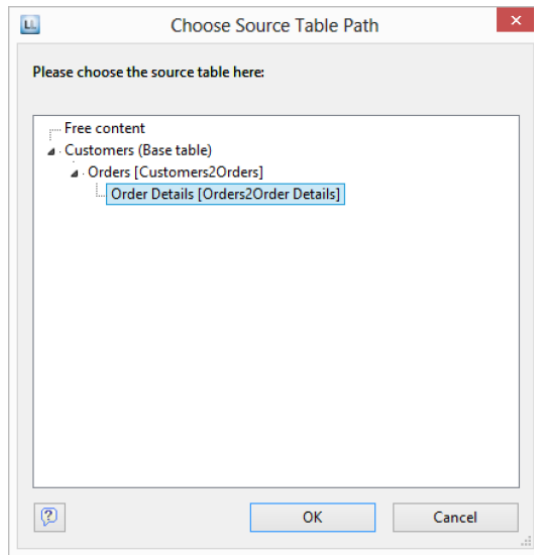 LL
Choose Source Table Path
Please choose the source table here:
Free content
Customers (Base table)
Orders [Customers2Orders]
Order Details [Orders2Order Details]
OK
Cancel